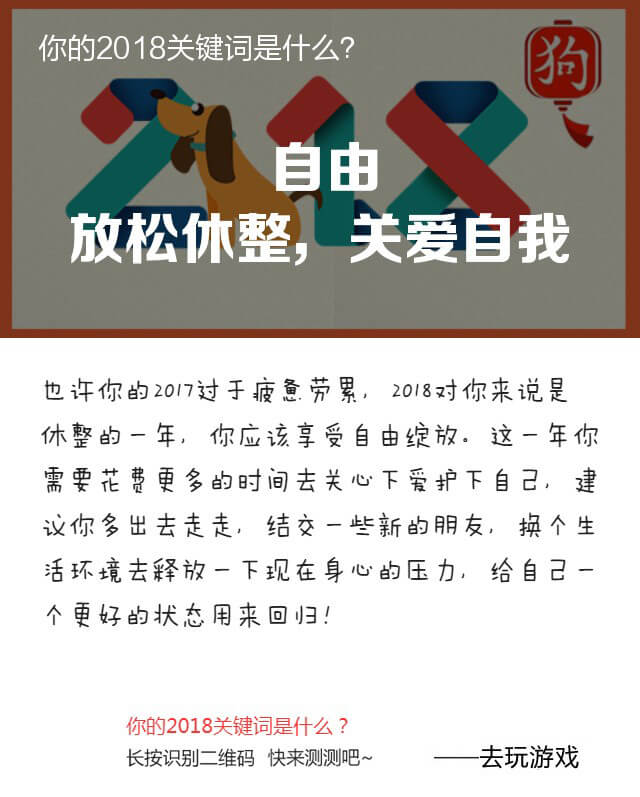 你的2018关键词是什么?
狗
2018
自由
放松休整，关爱自我
也许你的2017过于疲惫劳累，2018对你来说是
休整的一年，你应该享受自由绽放。这一年你
需要花费更多的时间去关心下爱护下自己，建
议你多出去走走，结交一些新的朋友，换个生
活环境去释放一下现在身心的压力，给自己一
个更好的状态用来回归！
你的2018关键词是什么？
长按识别二维码 快来测测吧~
——去玩游戏